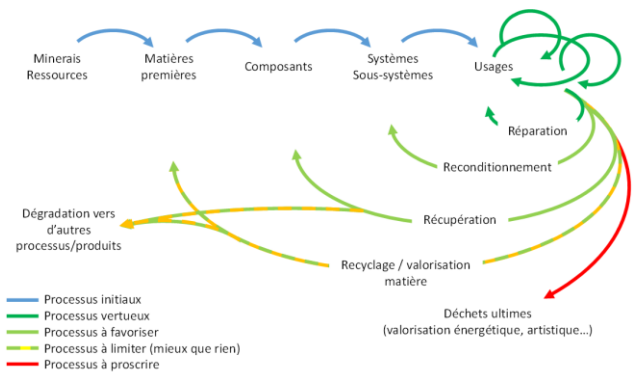 Minerais
Ressources
Matières
premières
Composants
Systèmes
Sous-systèmes
Usages
Réparation
Reconditionnement
Récupération
Dégradation vers
d'autres
processus/produits
Recyclage / valorisation
matière
Déchets ultimes
(valorisation énergétique, artistique...)
Processus initiaux
Processus vertueux
Processus à favoriser
Processus à limiter (mieux que rien)
Processus à proscrire